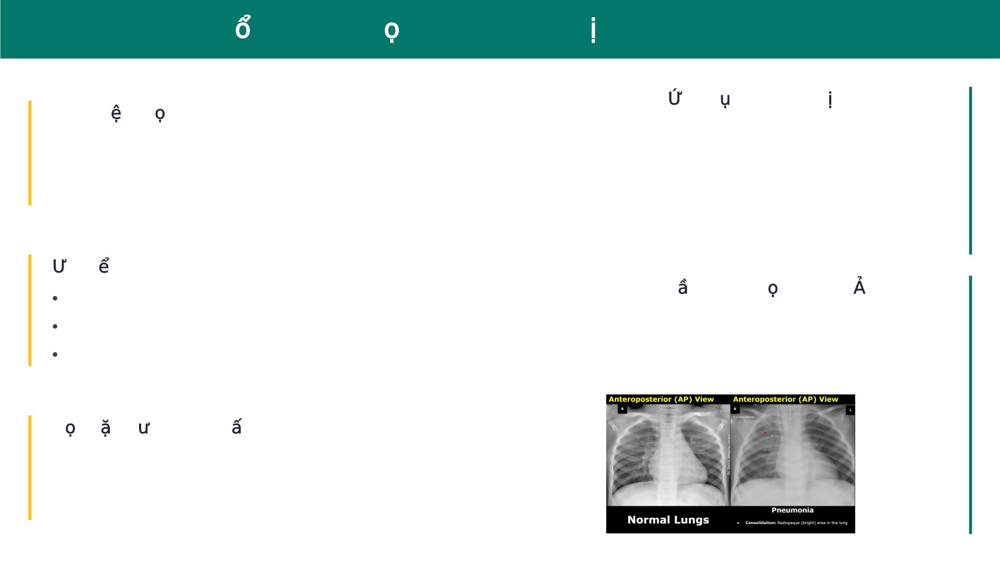 ổ ọ ị
ệ ọ
Ư ể
•
•
•
ọ ặ ư ấ
Ứ ụ ị
ầ ọ Ả
Anteroposterior (AP) View Anteroposterior (AP) View
R R L
Consolidation
Dr. Sam's Imaging Library
Pneumonia
Normal Lungs
• Consolidation: Radiopaque (bright) area in the lung